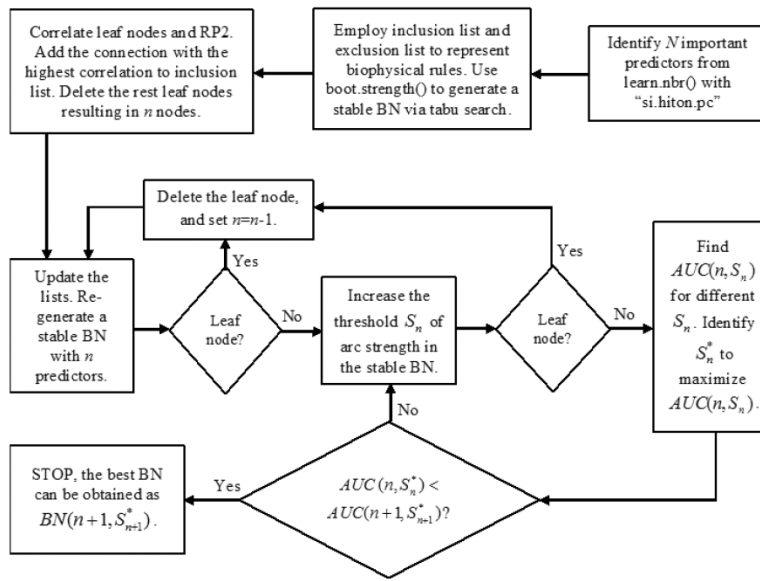 Identify N important
predictors from
learn.nbr() with
“si.hiton.pc”
Employ inclusion list and
exclusion list to represent
biophysical rules. Use
boot.strength() to generate a
stable BN via tabu search.
Correlate leaf nodes and RP2.
Add the connection with the
highest correlation to inclusion
list. Delete the rest leaf nodes
resulting in n nodes.
Delete the leaf node,
and set n=n-1.
Update the
lists. Re-
generate a
stable BN
with n
predictors.
Yes
Leaf
node?
No
Increase the
threshold Sₙ of
arc strength in
the stable BN.
Yes
Leaf
node?
No
Find
AUC(n,Sₙ)
for different
Sₙ. Identify
Sₙ* to
maximize
AUC(n,Sₙ).
No
AUC(n,Sₙ*) <
AUC(n+1,Sₙ₊₁*)?
Yes
STOP, the best BN
can be obtained as
BN(n+1,Sₙ₊₁*).